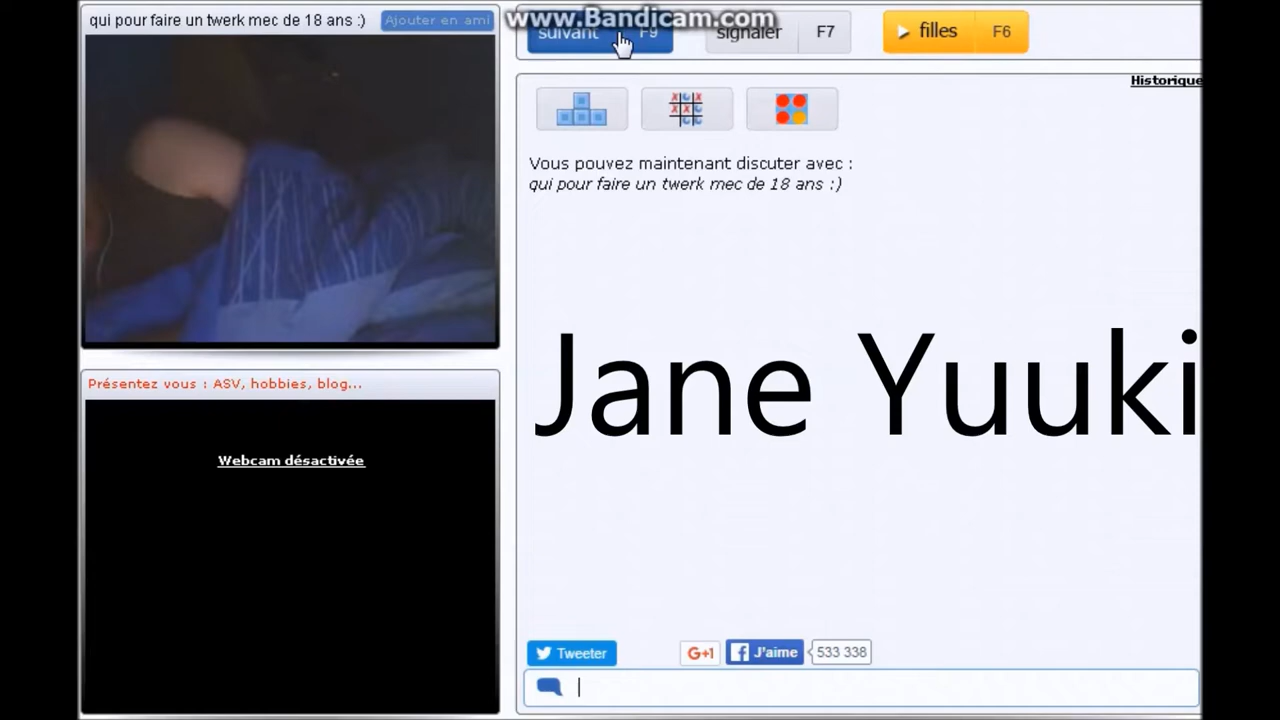 qui pour faire un twerk mec de 18 ans :)
Ajouter en ami
www.Bandicam.com
suivant F9
signaler F7
filles F6
Historique
Vous pouvez maintenant discuter avec :
qui pour faire un twerk mec de 18 ans :)
Jane Yuuki
Présentez vous : ASV, hobbies, blog...
Webcam désactivée
Tweeter
G+1
J'aime
533 338